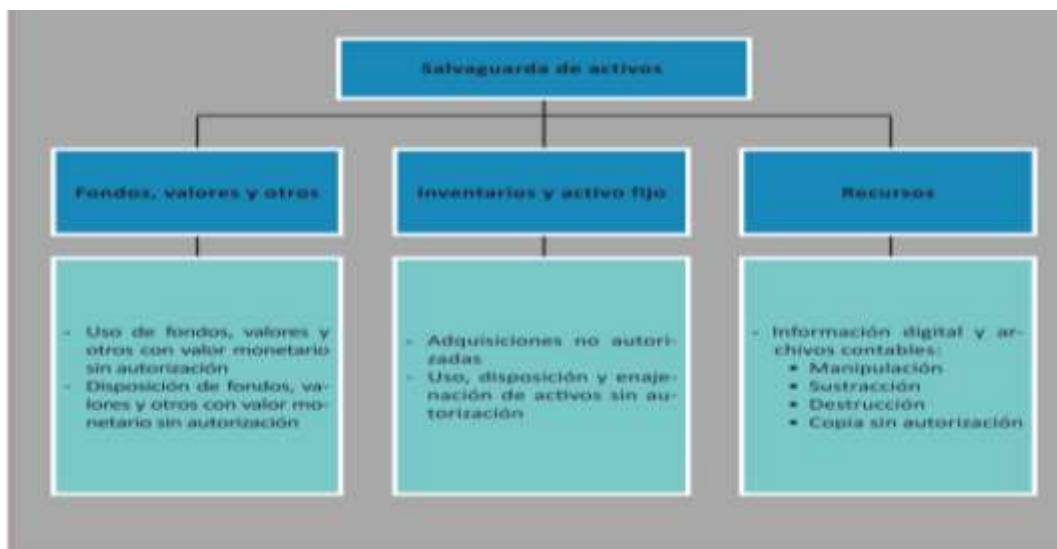 Salvaguarda de activos
Fondos, valores y otros
- Uso de fondos, valores y
otros con valor monetario
sin autorización
- Disposición de fondos, va-
lores y otros con valor mo-
netario sin autorización
Inventarios y activo fijo
- Adquisiciones no autori-
zadas
- Uso, disposición y enaje-
nación de activos sin au-
torización
Recursos
- Información digital y ar-
chivos contables:
• Manipulación
• Sustracción
• Destrucción
• Copia sin autorización